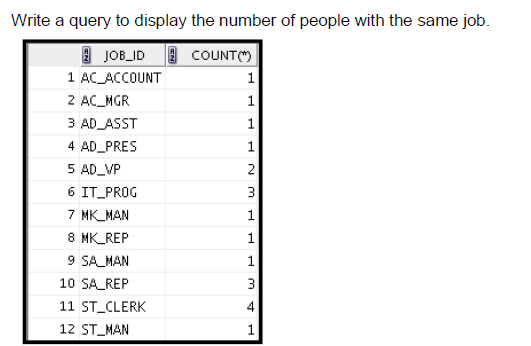 Write a query to display the number of people with the same job.
JOB_ID COUNT(*)
1 AC_ACCOUNT 1
2 AC_MGR 1
3 AD_ASST 1
4 AD_PRES 1
5 AD_VP 2
6 IT_PROG 3
7 MK_MAN 1
8 MK_REP 1
9 SA_MAN 1
10 SA_REP 3
11 ST_CLERK 4
12 ST_MAN 1